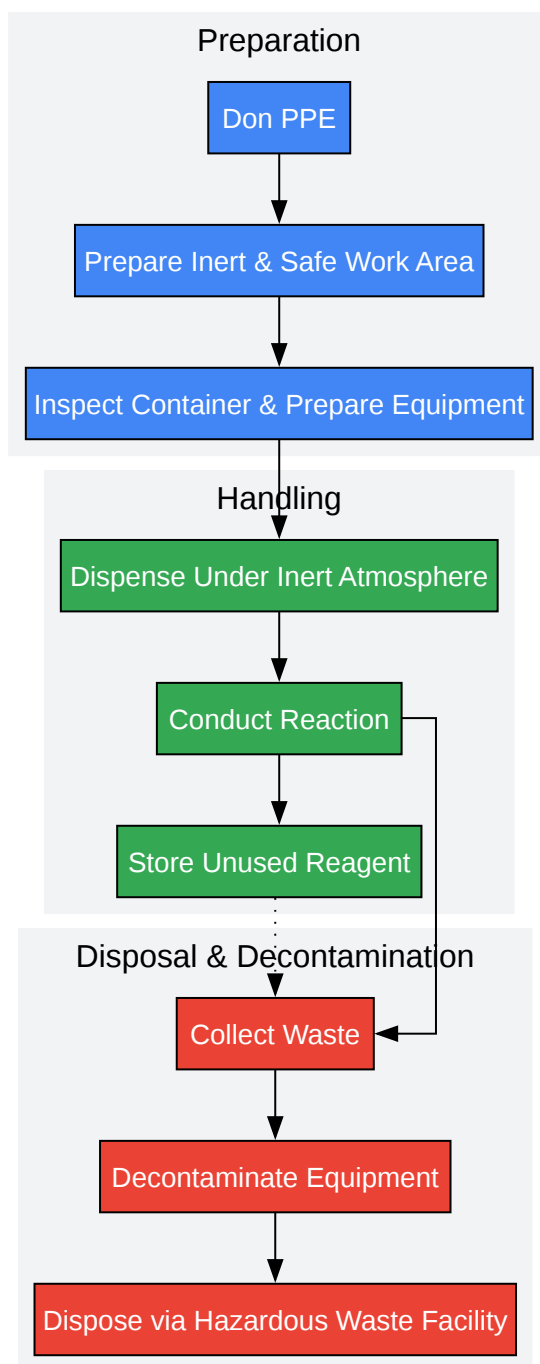 Preparation
Don PPE
Prepare Inert & Safe Work Area
Inspect Container & Prepare Equipment
Handling
Dispense Under Inert Atmosphere
Conduct Reaction
Store Unused Reagent
Disposal & Decontamination
Collect Waste
Decontaminate Equipment
Dispose via Hazardous Waste Facility